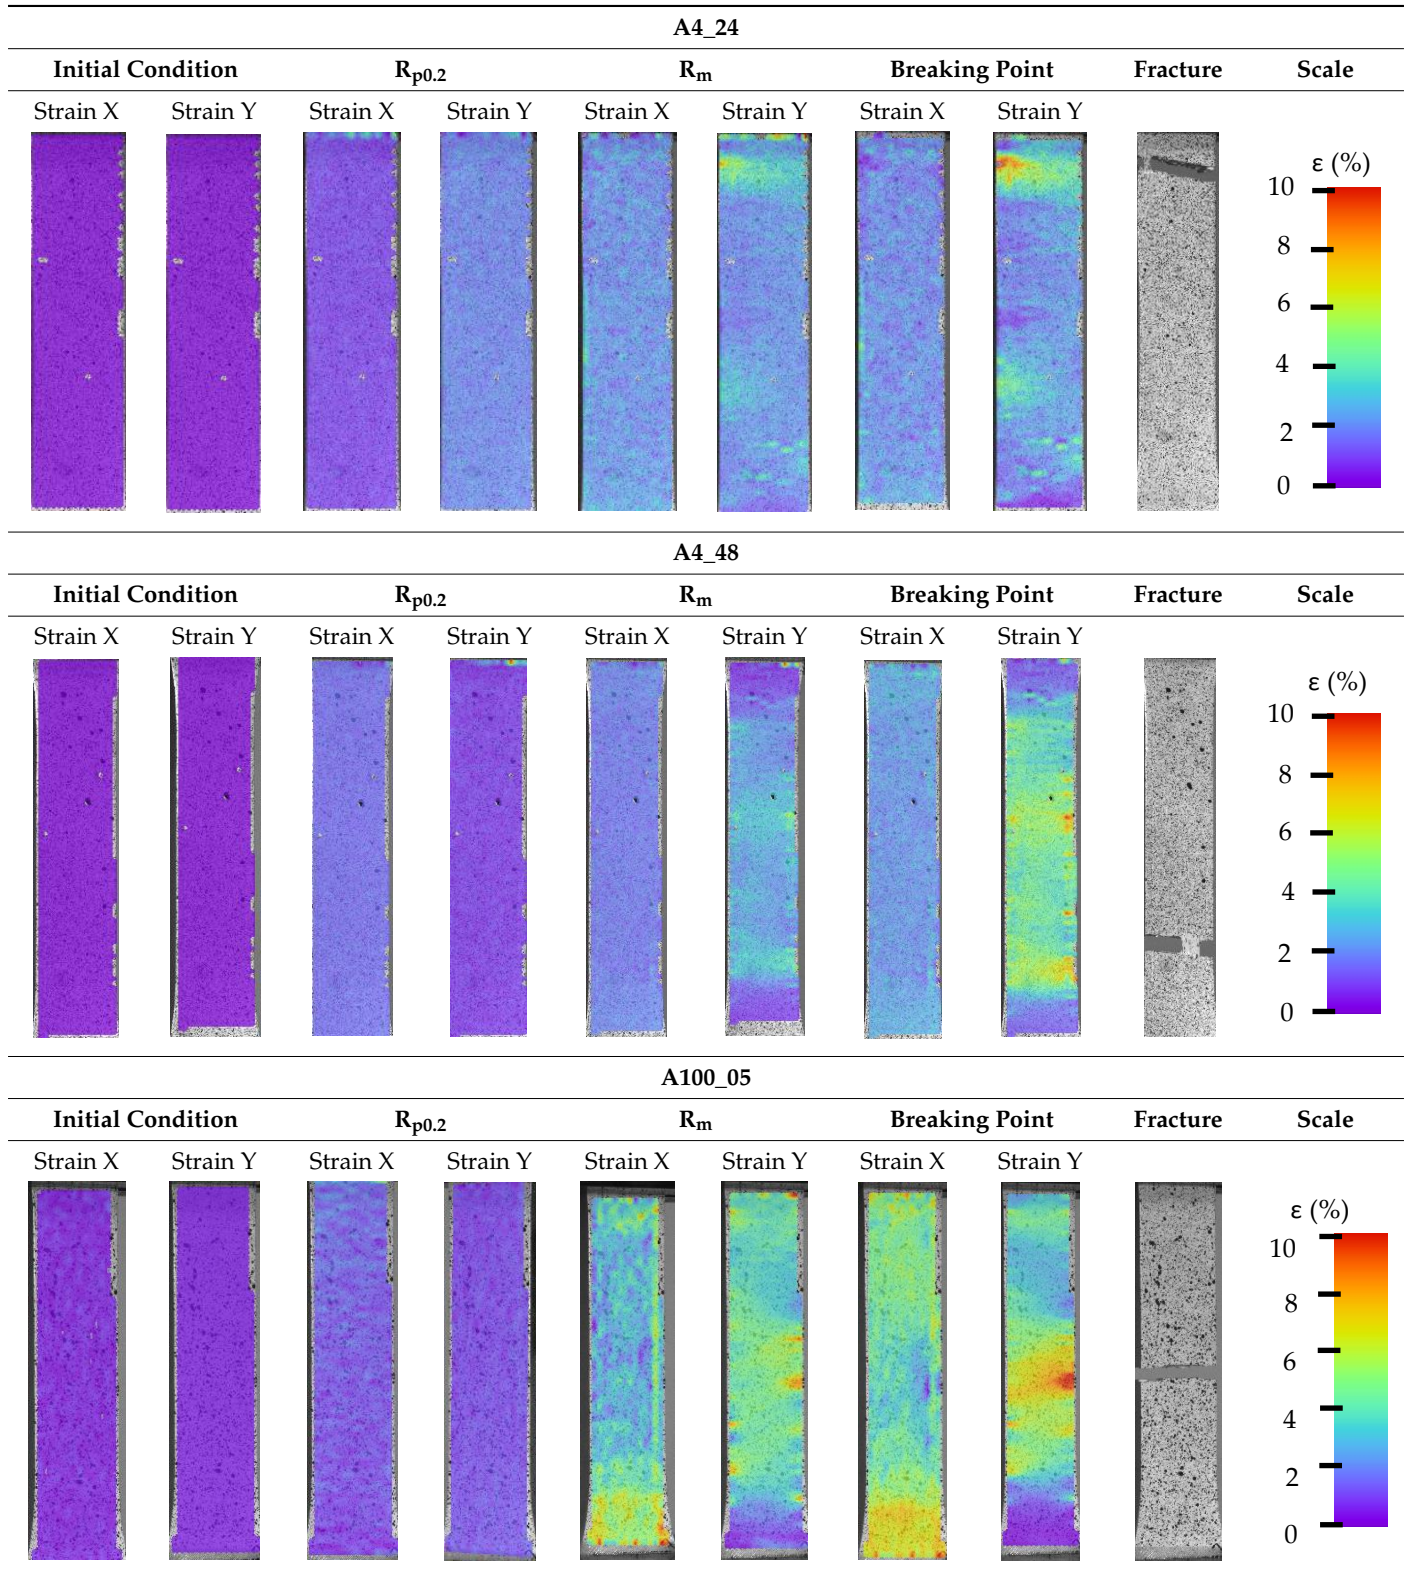 A4_24
Initial Condition Rp0.2 Rm Breaking Point Fracture Scale
Strain X Strain Y Strain X Strain Y Strain X Strain Y Strain X Strain Y
ε (%)
10
8
6
4
2
0
A4_48
Initial Condition Rp0.2 Rm Breaking Point Fracture Scale
Strain X Strain Y Strain X Strain Y Strain X Strain Y Strain X Strain Y
ε (%)
10
8
6
4
2
0
A100_05
Initial Condition Rp0.2 Rm Breaking Point Fracture Scale
Strain X Strain Y Strain X Strain Y Strain X Strain Y Strain X Strain Y
ε (%)
10
8
6
4
2
0